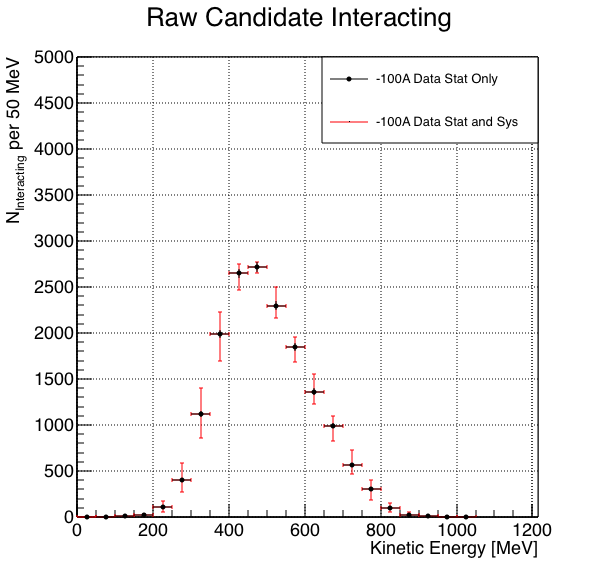 Raw Candidate Interacting
N_Interacting per 50 MeV
5000
4500
4000
3500
3000
2500
2000
1500
1000
500
0
-100A Data Stat Only
-100A Data Stat and Sys
0 200 400 600 800 1000 1200
Kinetic Energy [MeV]